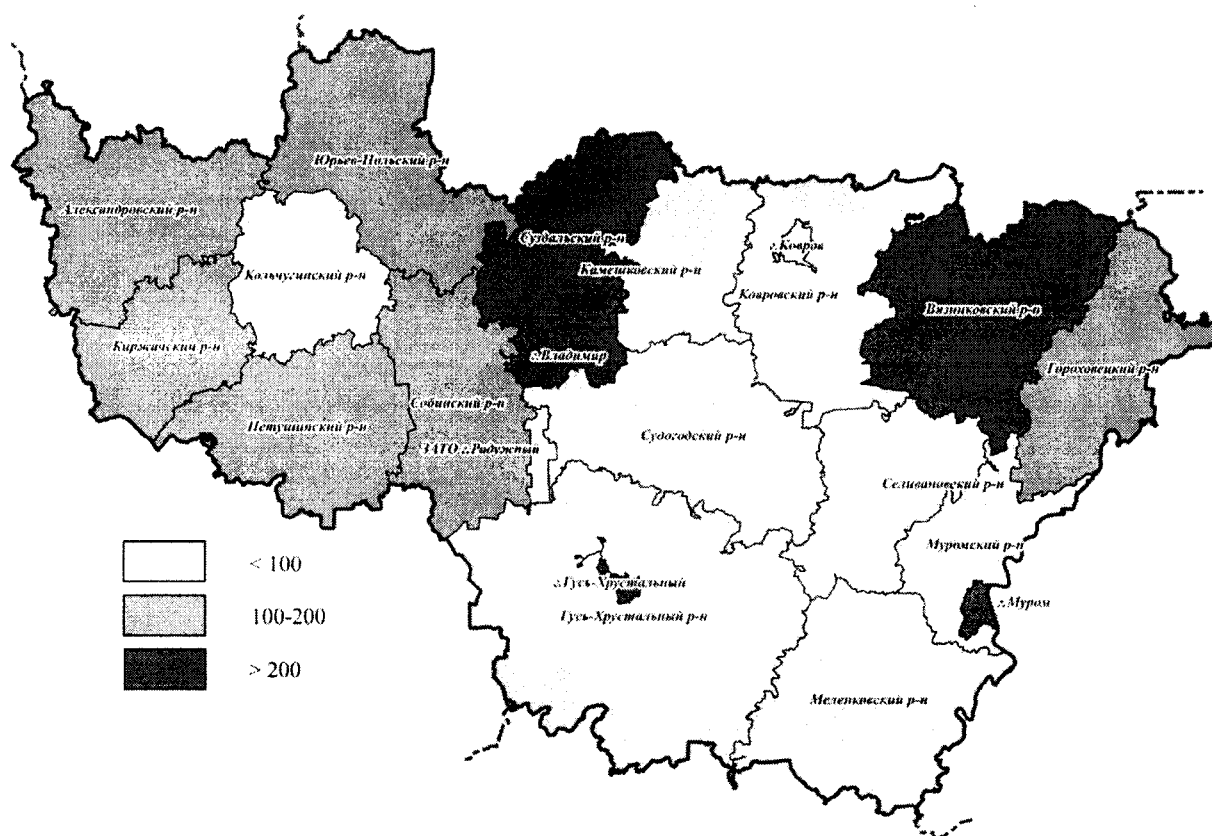 Юрьев-Польский р-н
Александровский р-н
Суздальский р-н
г.Ковров
Кольчугинский р-н
Камешковский р-н
Ковровский р-н
Вязниковский р-н
Киржачский р-н
г.Владимир
Гороховецкий р-н
Собинский р-н
Петушинский р-н
Судогодский р-н
ЗАТО г.Радужный
Селивановский р-н
Муромский р-н
< 100
г.Гусь-Хрустальный
г.Муром
100-200
Гусь-Хрустальный р-н
> 200
Меленковский р-н